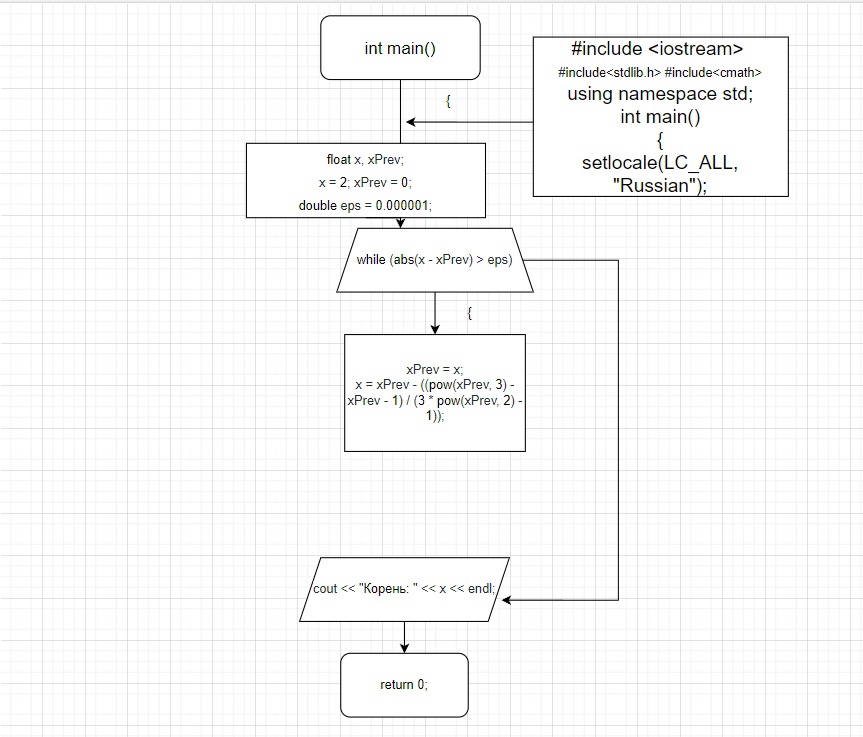 int main()
{
#include <iostream>
#include<stdlib.h> #include<cmath>
using namespace std;
int main()
{
setlocale(LC_ALL,
"Russian");
float x, xPrev;
x = 2; xPrev = 0;
double eps = 0.000001;
while (abs(x - xPrev) > eps)
{
xPrev = x;
x = xPrev - ((pow(xPrev, 3) -
xPrev - 1) / (3 * pow(xPrev, 2) -
1));
cout << "Корень: " << x << endl;
return 0;